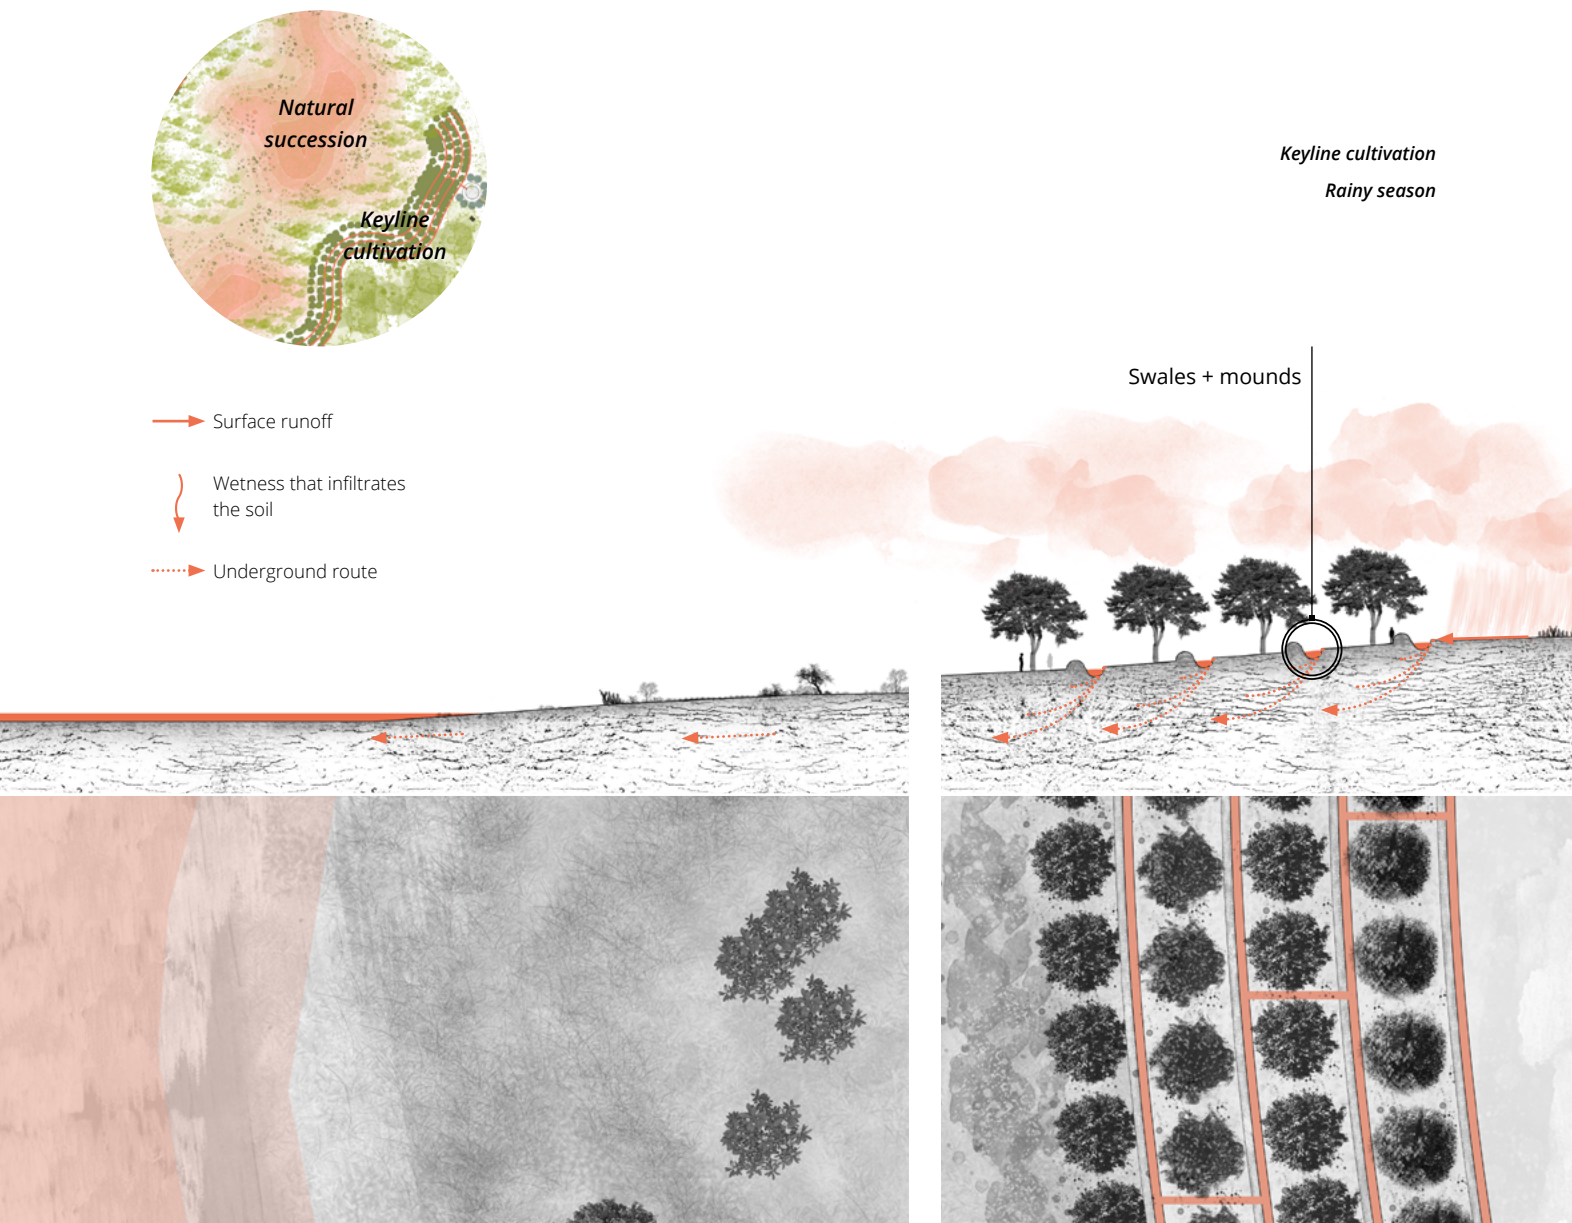 Natural
succession
Keyline
cultivation
Keyline cultivation
Rainy season
Swales + mounds
Surface runoff
Wetness that infiltrates
the soil
Underground route